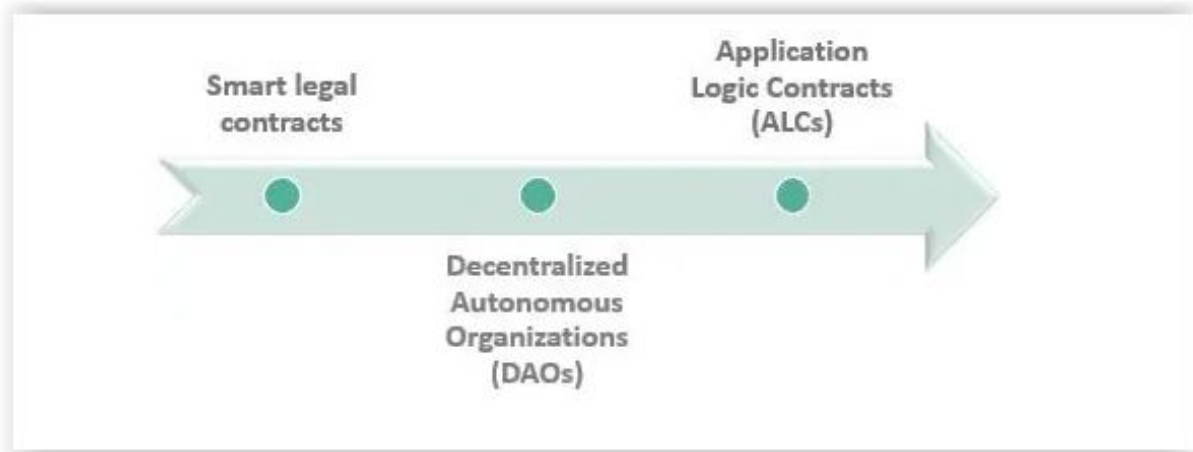 Smart legal
contracts
Decentralized
Autonomous
Organizations
(DAOs)
Application
Logic Contracts
(ALCs)